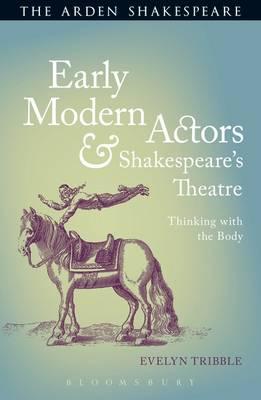 THE ARDEN SHAKESPEARE
Early
Modern Actors
& Shakespeare's
Theatre
Thinking with
the Body
EVELYN TRIBBLE
BLOOMSBURY